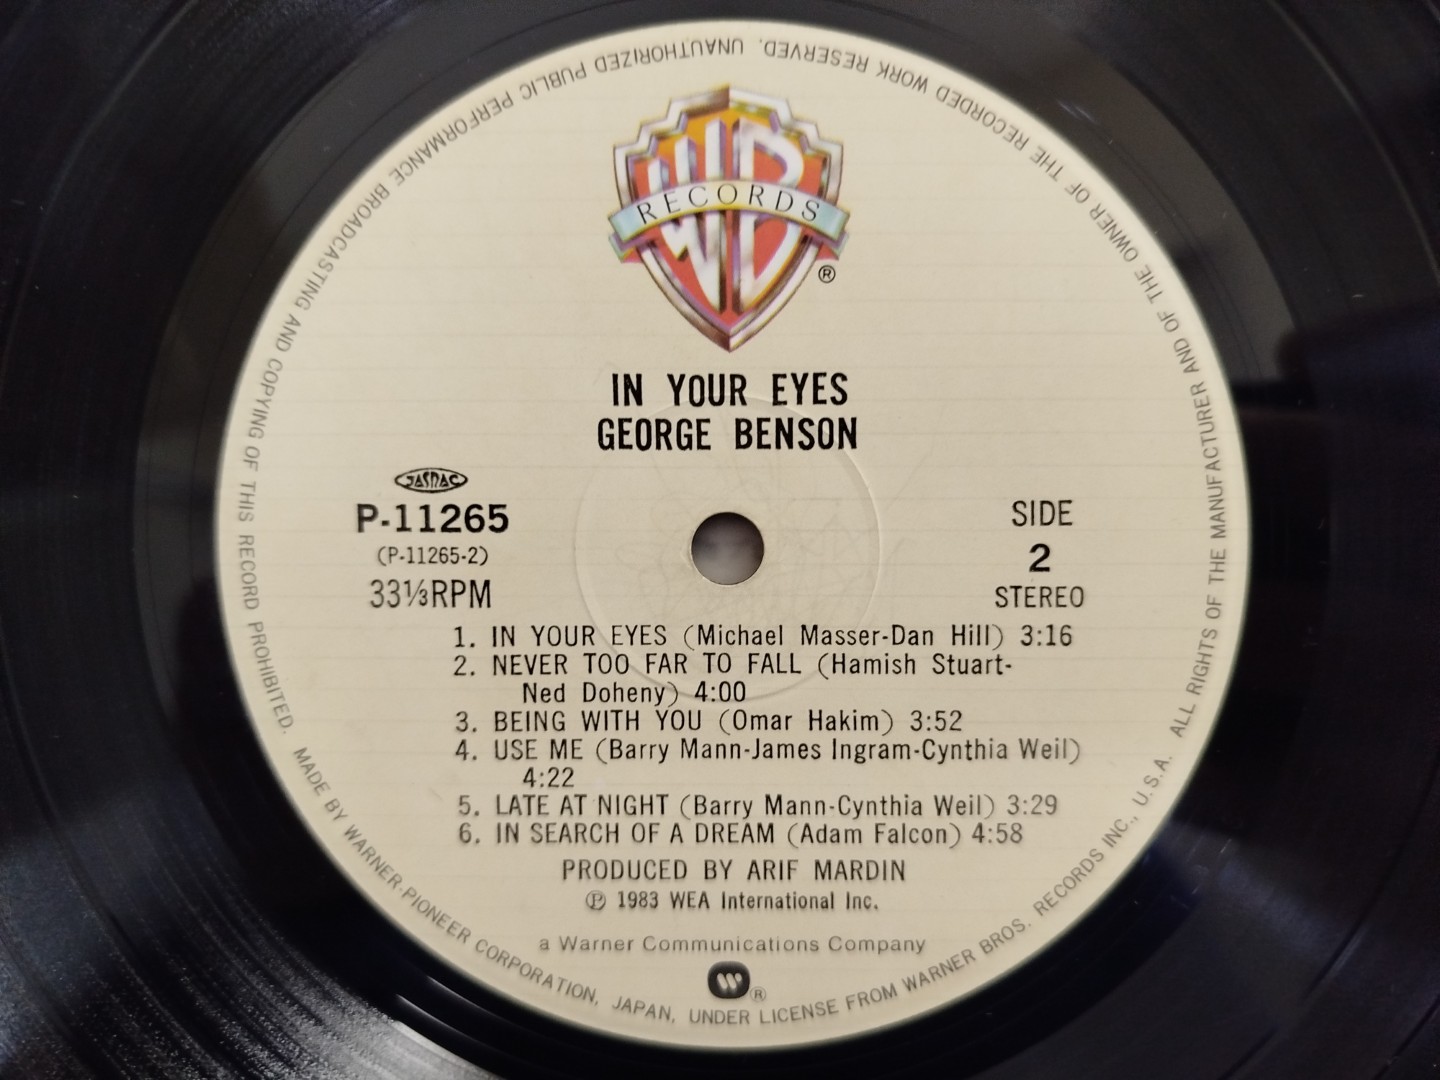 WB
RECORDS
®
IN YOUR EYES
GEORGE BENSON
JASRAC
P-11265
(P-11265-2)
33⅓RPM
SIDE
2
STEREO
1. IN YOUR EYES (Michael Masser-Dan Hill) 3:16
2. NEVER TOO FAR TO FALL (Hamish Stuart-
Ned Doheny) 4:00
3. BEING WITH YOU (Omar Hakim) 3:52
4. USE ME (Barry Mann-James Ingram-Cynthia Weil)
4:22
5. LATE AT NIGHT (Barry Mann-Cynthia Weil) 3:29
6. IN SEARCH OF A DREAM (Adam Falcon) 4:58
PRODUCED BY ARIF MARDIN
℗ 1983 WEA International Inc.
a Warner Communications Company
W®
MADE BY WARNER-PIONEER CORPORATION, JAPAN, UNDER LICENSE FROM WARNER BROS. RECORDS INC., U.S.A. ALL RIGHTS OF THE MANUFACTURER AND OF THE OWNER OF THE RECORDED WORK RESERVED. UNAUTHORIZED PUBLIC PERFORMANCE BROADCASTING AND COPYING OF THIS RECORD PROHIBITED.